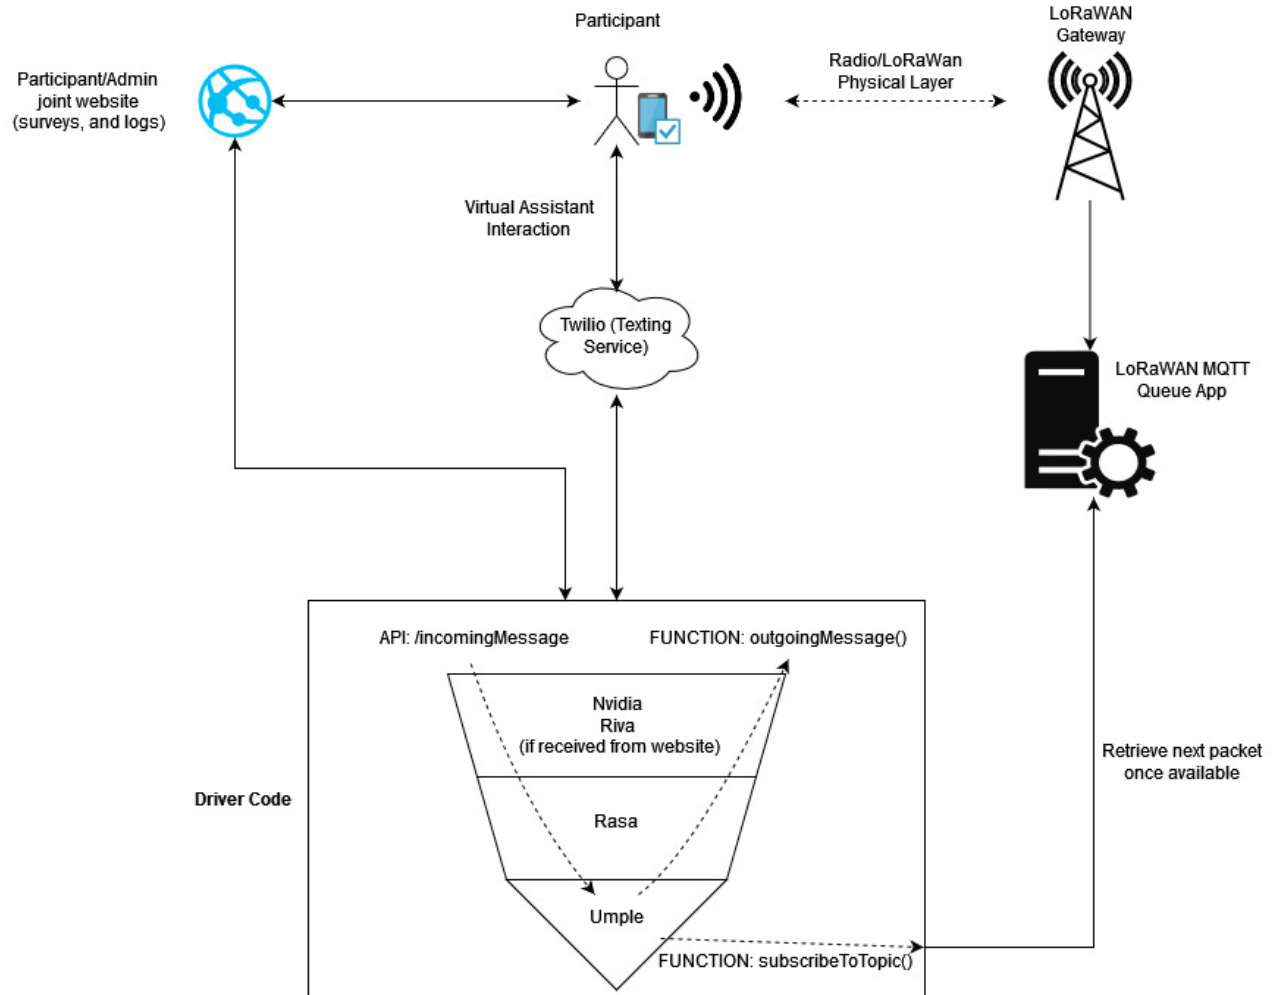 Participant
LoRaWAN
Gateway
Participant/Admin
joint website
(surveys, and logs)
Radio/LoRaWan
Physical Layer
Virtual Assistant
Interaction
Twilio (Texting
Service)
LoRaWAN MQTT
Queue App
API: /incomingMessage
FUNCTION: outgoingMessage()
Nvidia
Riva
(if received from website)
Retrieve next packet
once available
Driver Code
Rasa
Umple
FUNCTION: subscribeToTopic()